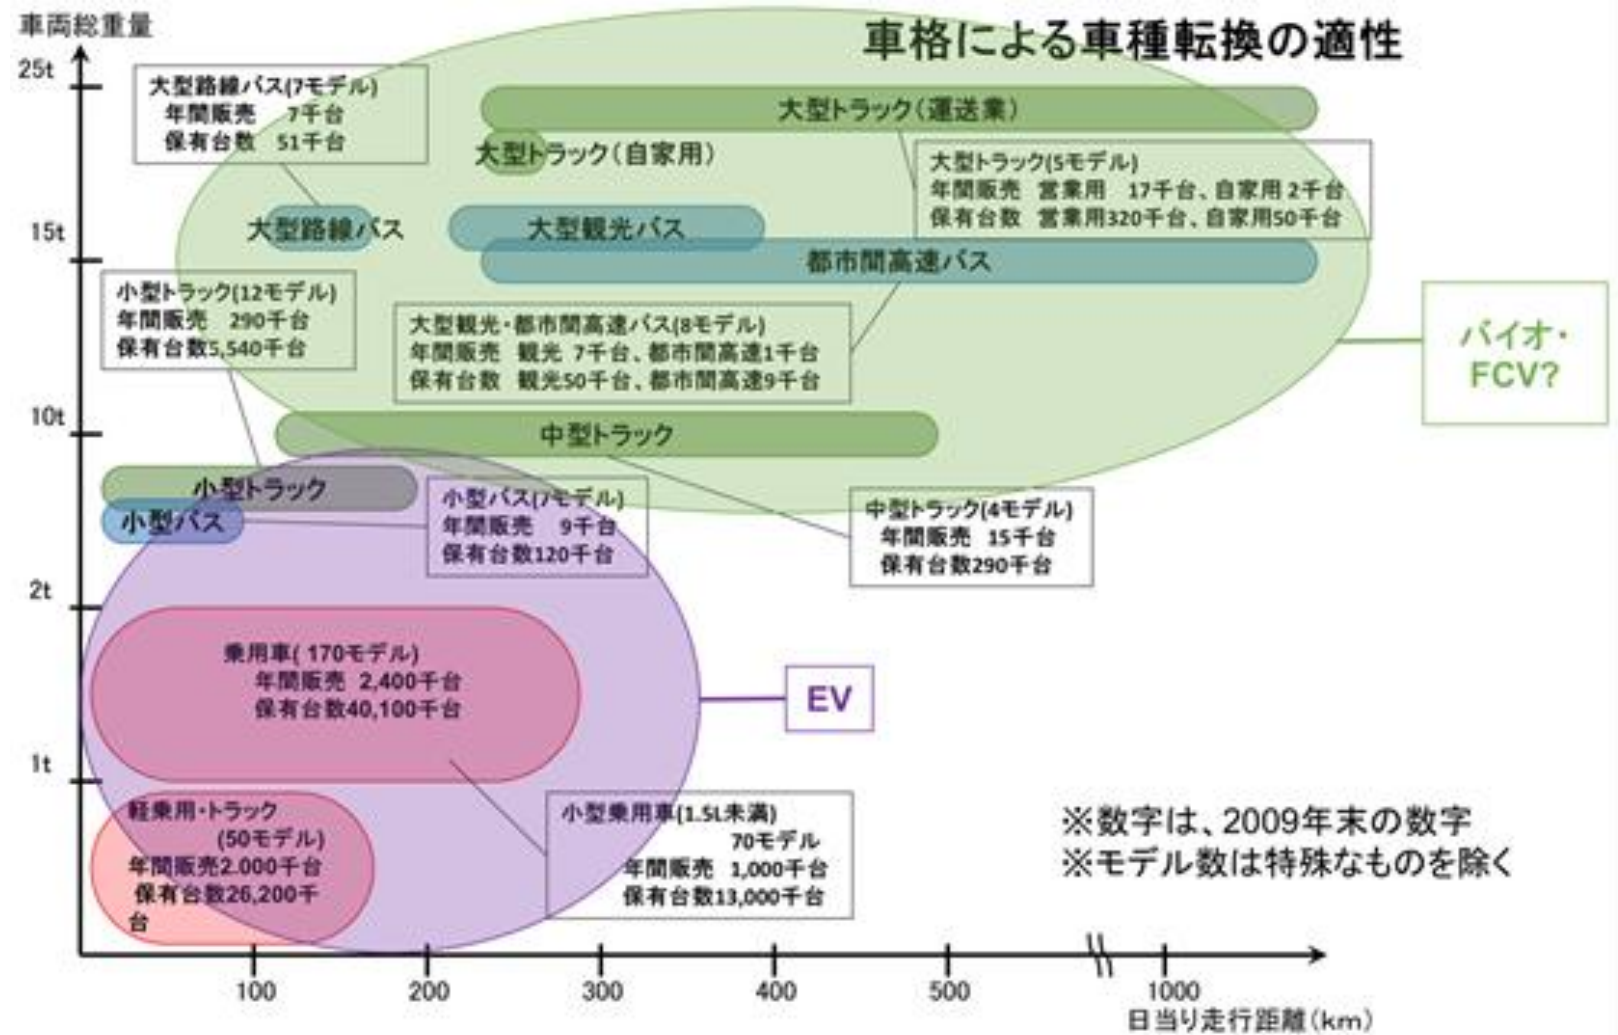 車両総重量
車格による車種転換の適性
25t
大型路線バス(7モデル)
年間販売 7千台
保有台数 51千台
大型トラック(運送業)
大型トラック(自家用)
大型トラック(5モデル)
年間販売 営業用 17千台、自家用 2千台
保有台数 営業用320千台、自家用50千台
15t
大型路線バス
大型観光バス
都市間高速バス
小型トラック(12モデル)
年間販売 290千台
保有台数5,540千台
大型観光・都市間高速バス(8モデル)
年間販売 観光 7千台、都市間高速1千台
保有台数 観光50千台、都市間高速9千台
バイオ・
FCV?
10t
中型トラック
小型トラック
小型バス
小型バス(7モデル)
年間販売 9千台
保有台数120千台
中型トラック(4モデル)
年間販売 15千台
保有台数290千台
2t
乗用車( 170モデル)
年間販売 2,400千台
保有台数40,100千台
EV
1t
軽乗用・トラック
(50モデル)
年間販売2.000千台
保有台数26,200千
台
小型乗用車(1.5L未満)
70モデル
年間販売 1,000千台
保有台数13,000千台
※数字は、2009年末の数字
※モデル数は特殊なものを除く
100
200
300
400
500
1000
日当り走行距離(km)